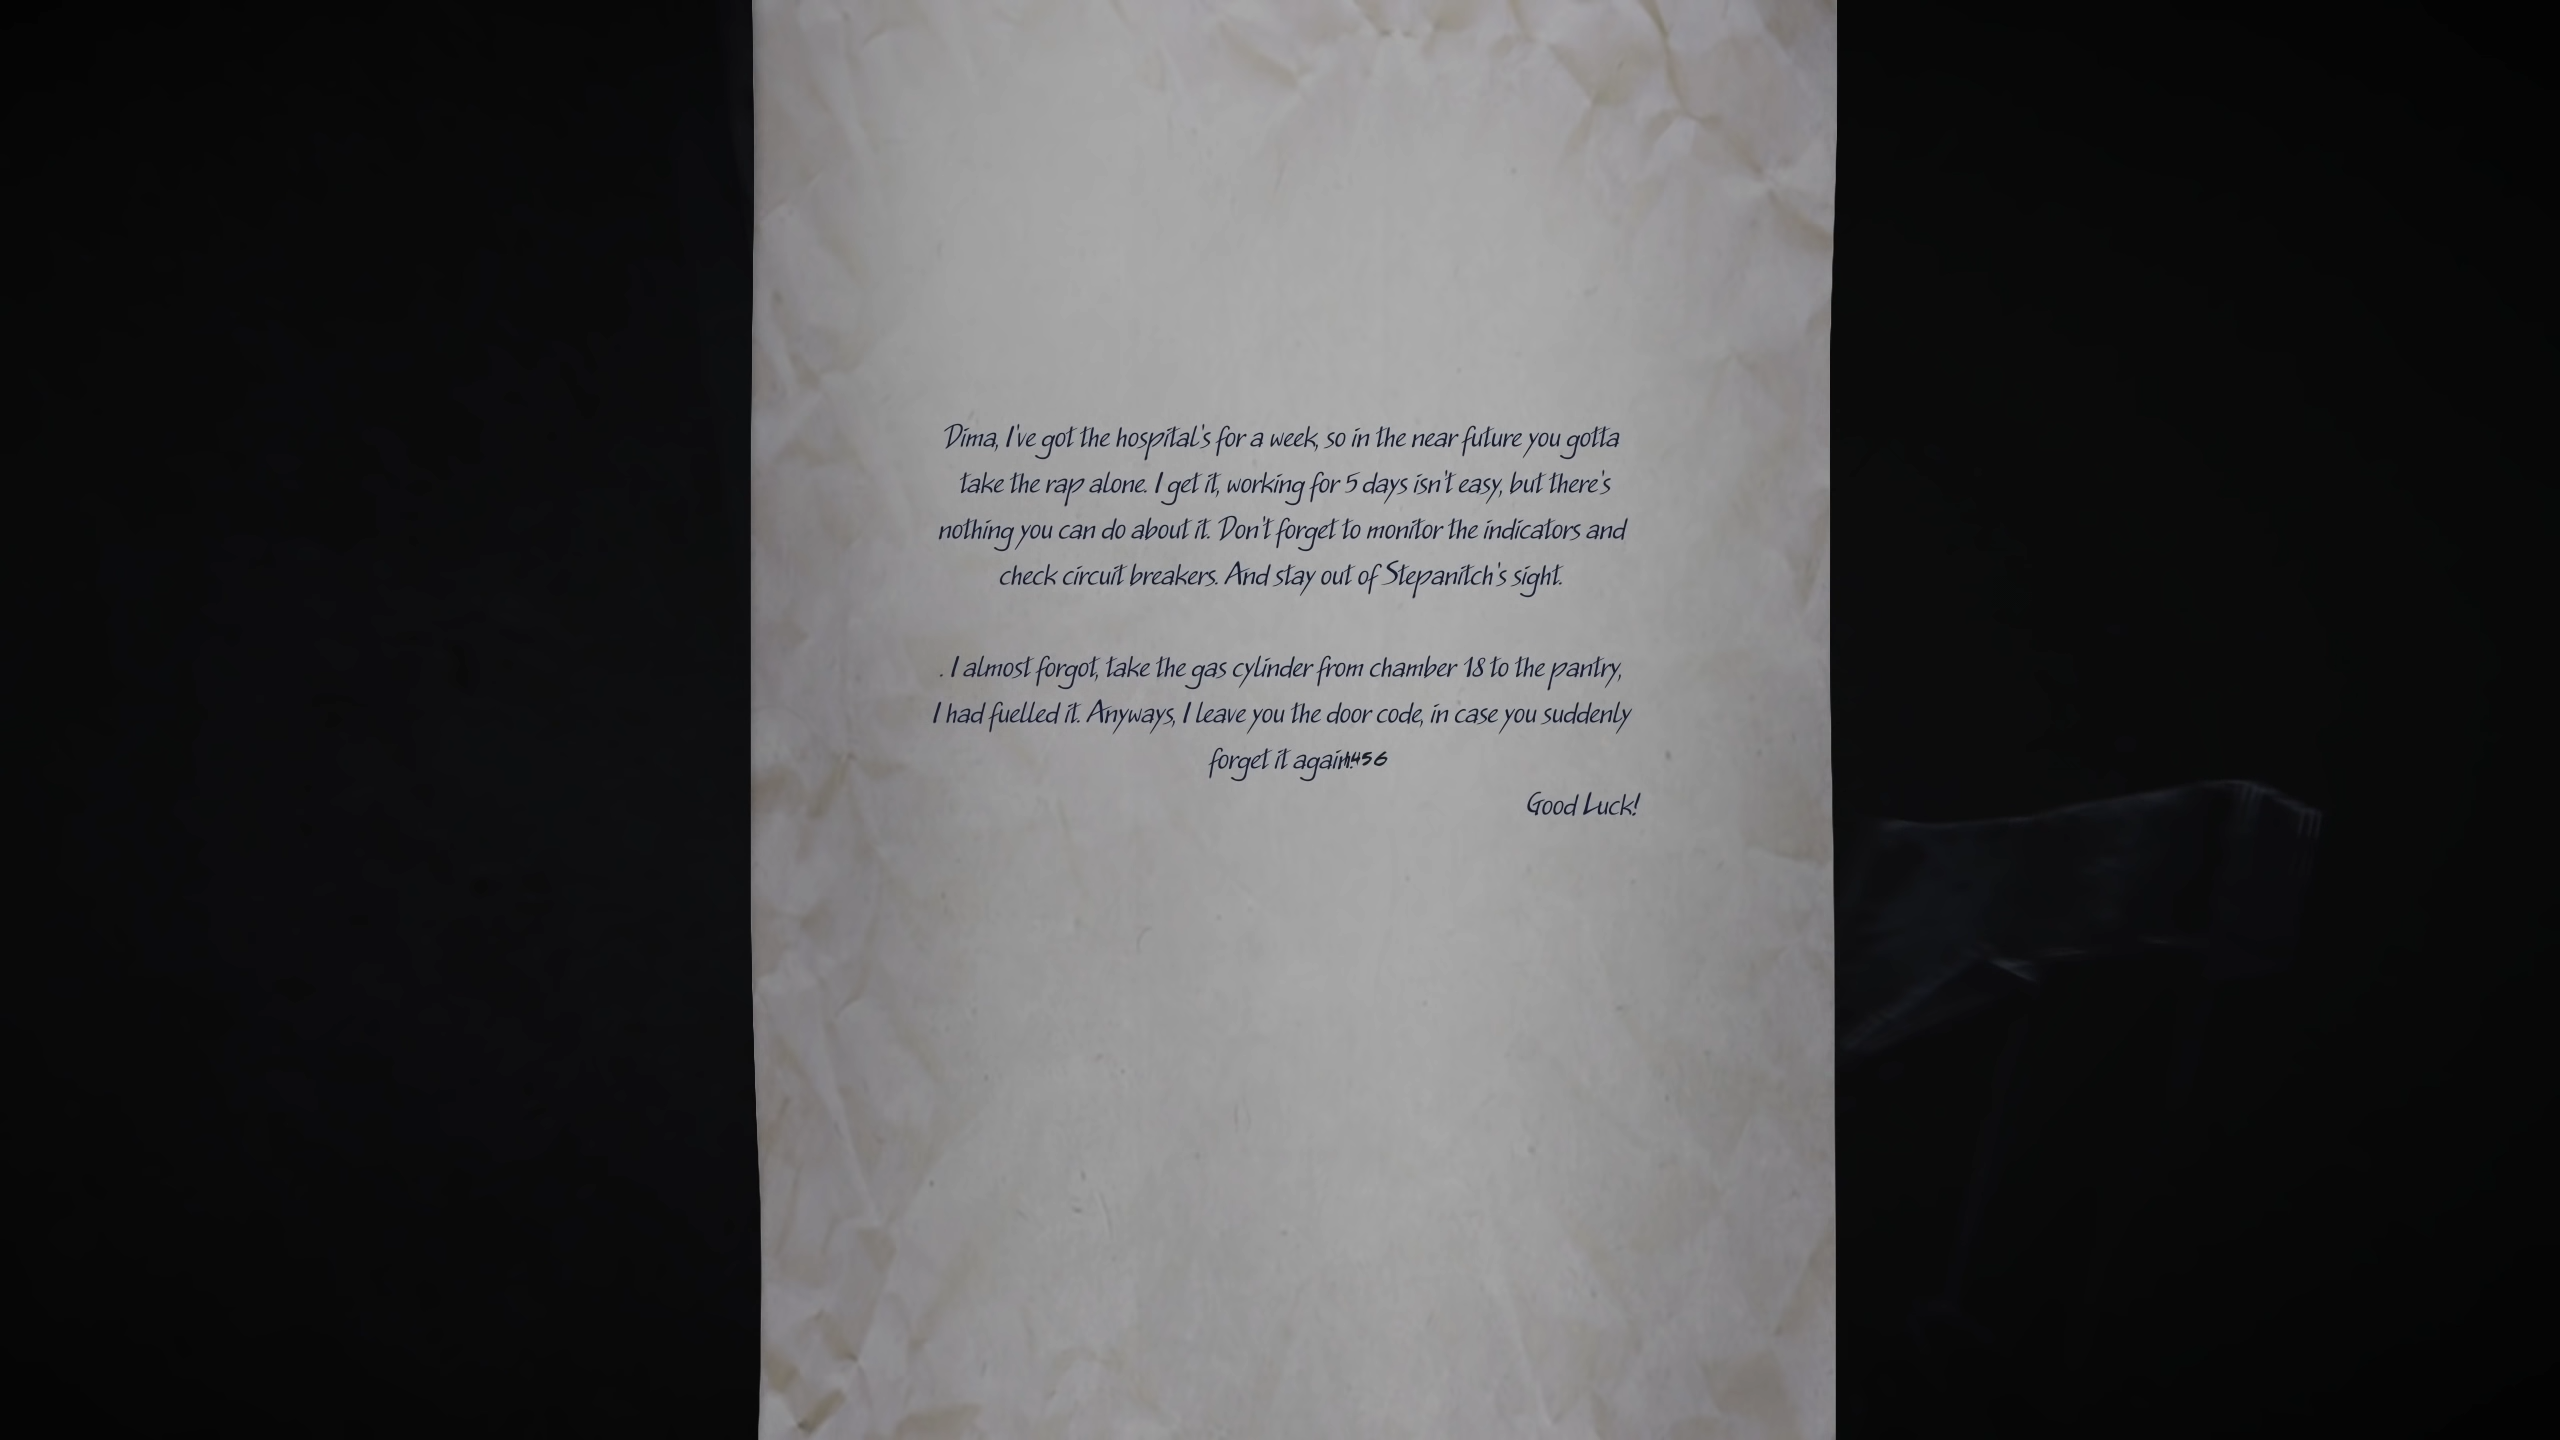 Dima, I've got the hospital's for a week, so in the near future you gotta
take the rap alone. I get it, working for 5 days isn't easy, but there's
nothing you can do about it. Don't forget to monitor the indicators and
check circuit breakers. And stay out of Stepanitch's sight.
. I almost forgot, take the gas cylinder from chamber 18 to the pantry,
I had fuelled it. Anyways, I leave you the door code, in case you suddenly
forget it again
Good Luck!